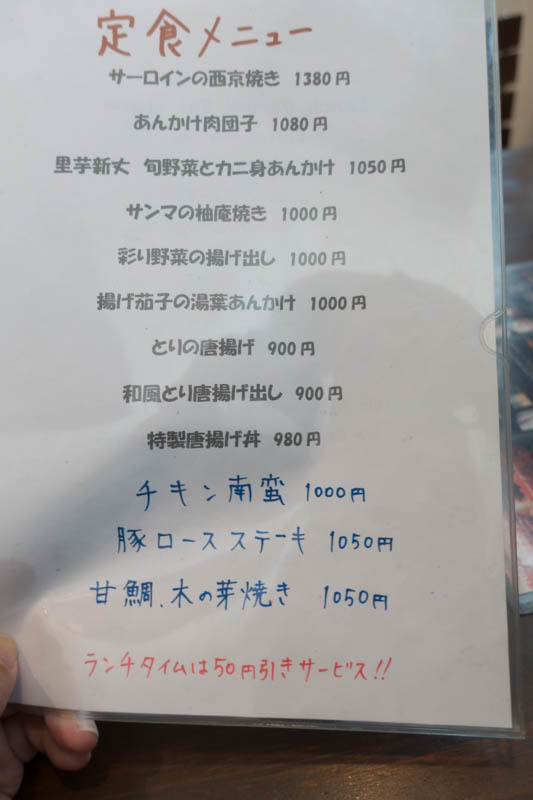 定食メニュー
サーロインの西京焼き 1380円
あんかけ肉団子 1080円
里芋新丈 旬野菜とカニ身あんかけ 1050円
サンマの柚庵焼き 1000円
彩り野菜の揚げ出し 1000円
揚げ茄子の湯葉あんかけ 1000円
とりの唐揚げ 900円
和風とり唐揚げ出し 900円
特製唐揚げ丼 980円
チキン南蛮 1000円
豚ロースステーキ 1050円
甘鯛、木の芽焼き 1050円
ランチタイムは50円引きサービス!!